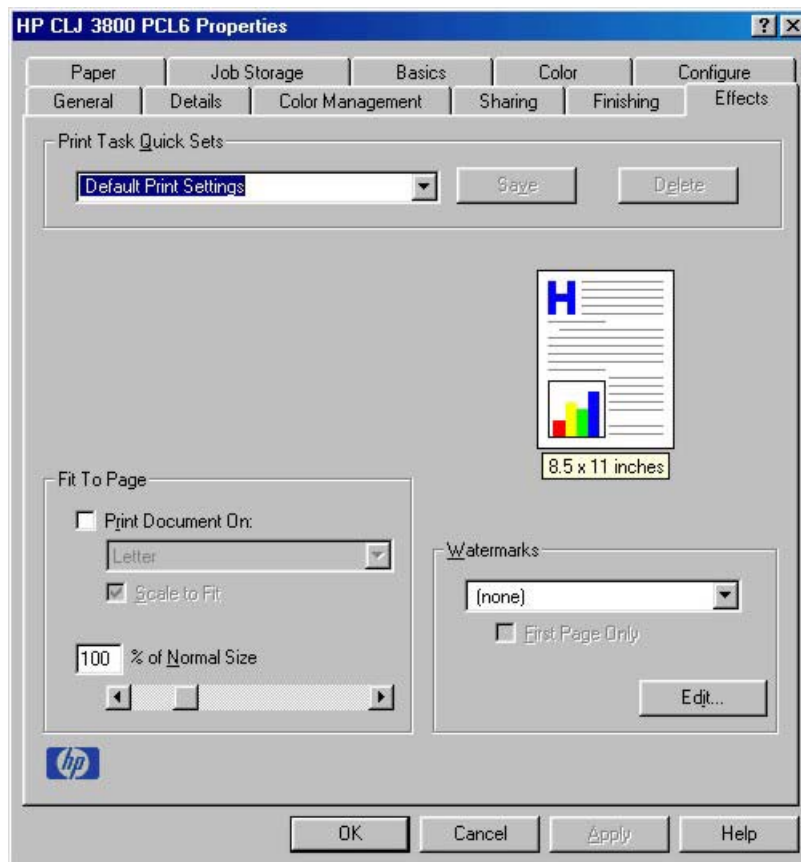 HP CLJ 3800 PCL6 Properties
Paper Job Storage Basics Color Configure
General Details Color Management Sharing Finishing Effects
Print Task Quick Sets
Default Print Settings Save Delete
H
8.5 x 11 inches
Fit To Page
Print Document On:
Letter
Scale to Fit
100 % of Normal Size
Watermarks
(none)
First Page Only
Edit...
hp
OK Cancel Apply Help